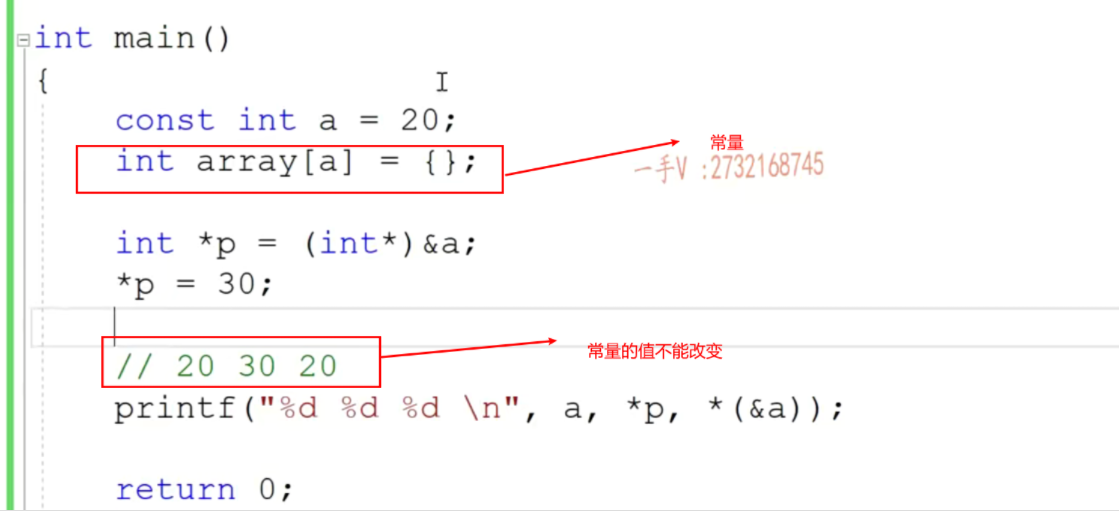 int main()
{
const int a = 20;
int array[a] = {};
常量
一手V :2732168745
int *p = (int*)&a;
*p = 30;
// 20 30 20
常量的值不能改变
printf("%d %d %d \n", a, *p, *(&a));
return 0;